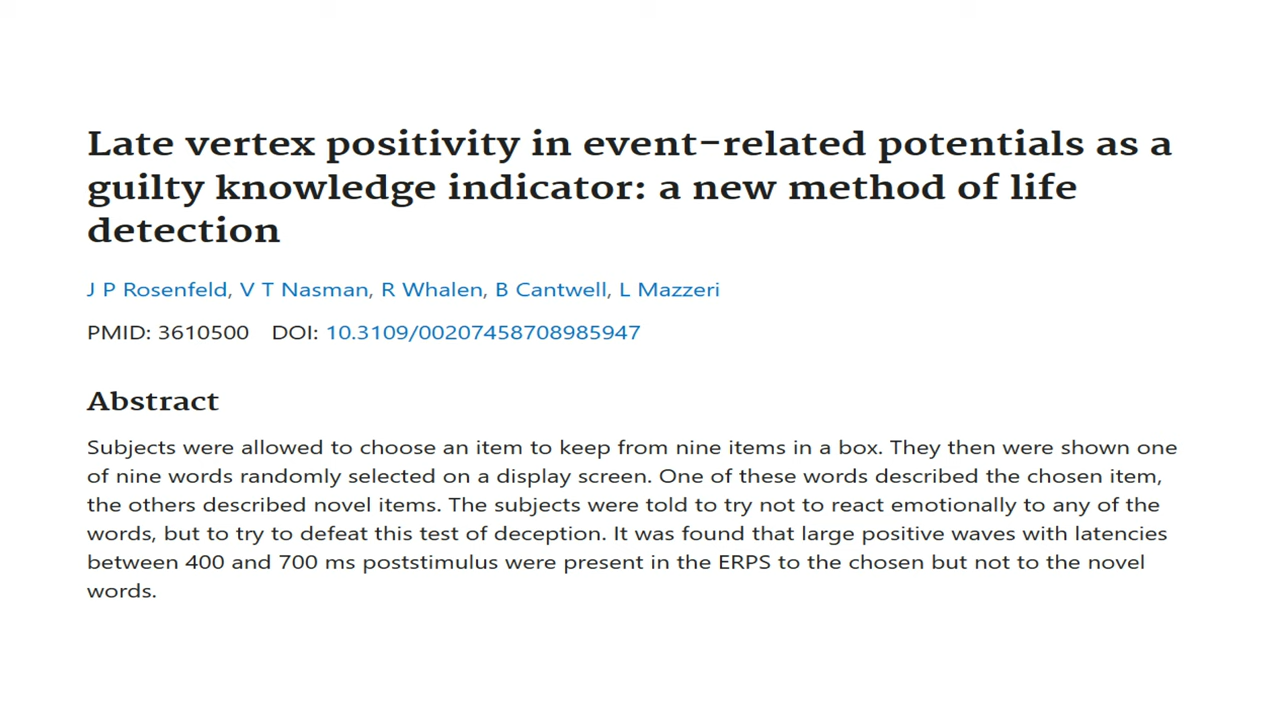 Late vertex positivity in event-related potentials as a
guilty knowledge indicator: a new method of life
detection
J P Rosenfeld, V T Nasman, R Whalen, B Cantwell, L Mazzeri
PMID: 3610500 DOI: 10.3109/00207458708985947
Abstract
Subjects were allowed to choose an item to keep from nine items in a box. They then were shown one
of nine words randomly selected on a display screen. One of these words described the chosen item,
the others described novel items. The subjects were told to try not to react emotionally to any of the
words, but to try to defeat this test of deception. It was found that large positive waves with latencies
between 400 and 700 ms poststimulus were present in the ERPS to the chosen but not to the novel
words.